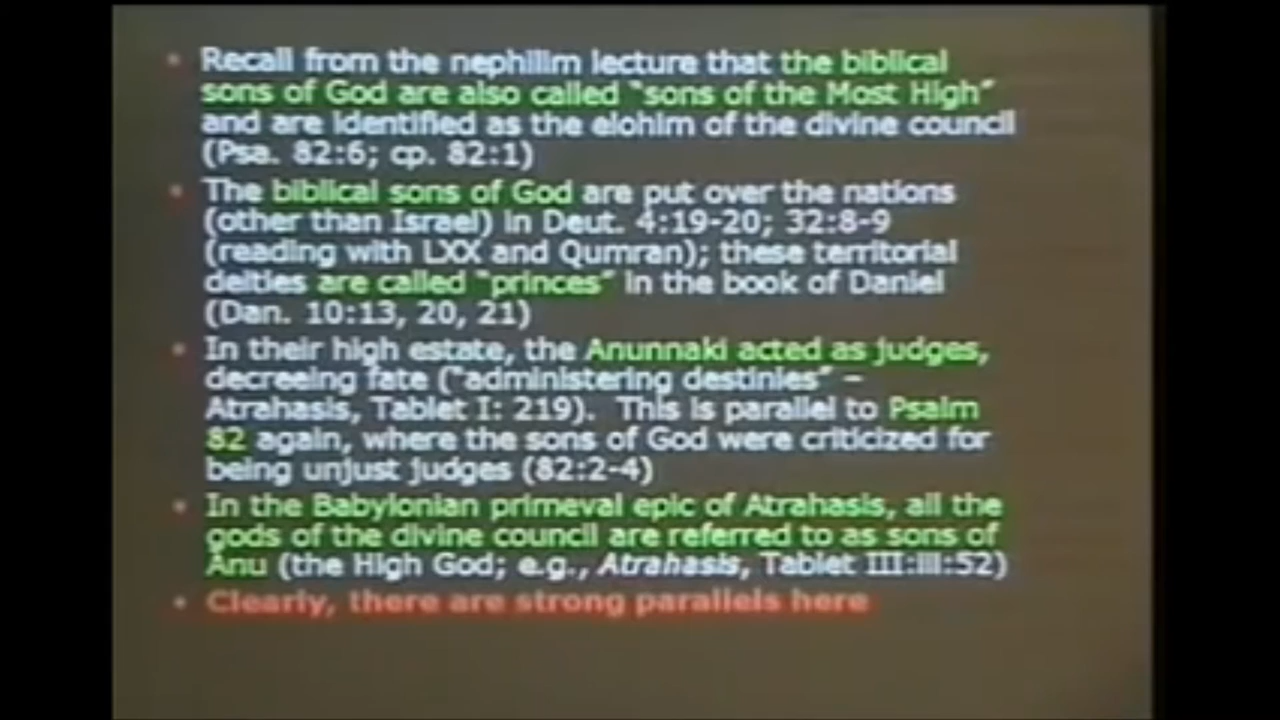 • Recall from the nephilim lecture that the biblical
sons of God are also called “sons of the Most High”
and are identified as the elohim of the divine council
(Psa. 82:6; cp. 82:1)
• The biblical sons of God are put over the nations
(other than Israel) in Deut. 4:19-20; 32:8-9
(reading with LXX and Qumran); these territorial
deities are called “princes” in the book of Daniel
(Dan. 10:13, 20, 21)
• In their high estate, the Anunnaki acted as judges,
decreeing fate (“administering destinies” –
Atrahasis, Tablet I: 219). This is parallel to Psalm
82 again, where the sons of God were criticized for
being unjust judges (82:2-4)
• In the Babylonian primeval epic of Atrahasis, all the
gods of the divine council are referred to as sons of
Anu (the High God; e.g., Atrahasis, Tablet III:iii:52)
• Clearly, there are strong parallels here